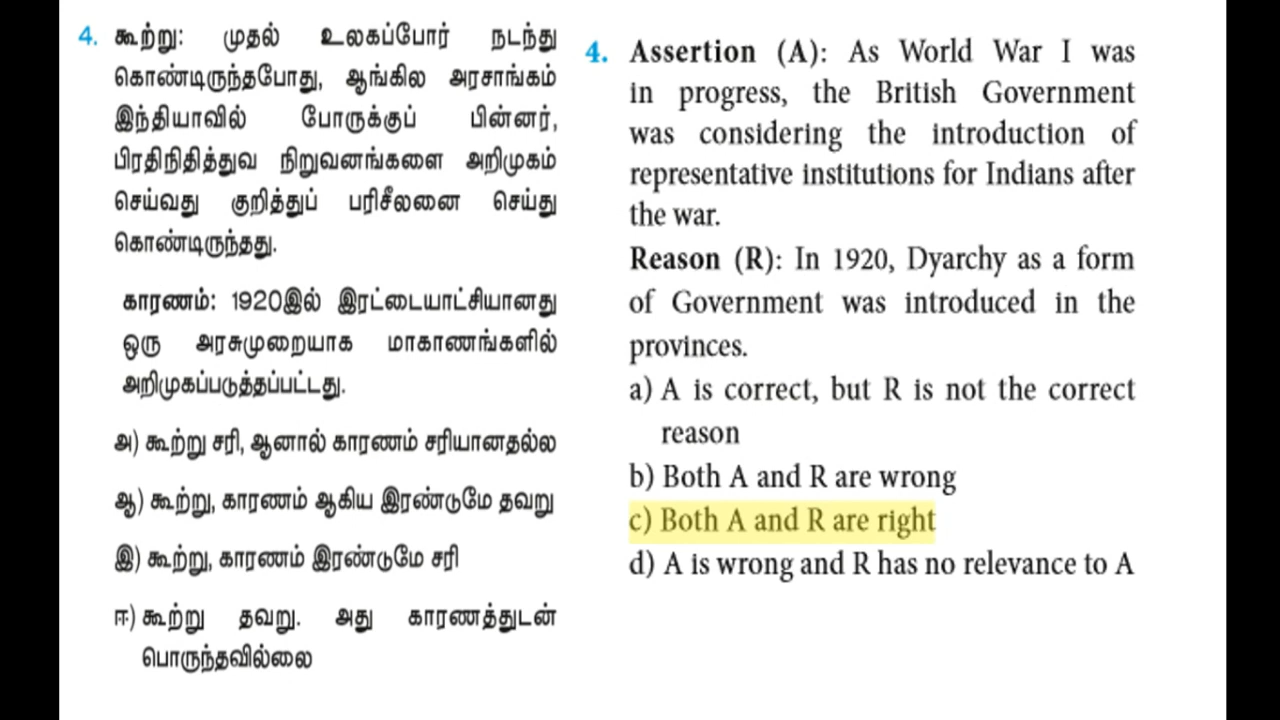 4. கூற்று: முதல் உலகப்போர் நடந்து
கொண்டிருந்தபோது, ஆங்கில அரசாங்கம்
இந்தியாவில் போருக்குப் பின்னர்,
பிரதிநிதித்துவ நிறுவனங்களை அறிமுகம்
செய்வது குறித்துப் பரிசீலனை செய்து
கொண்டிருந்தது.
காரணம்: 1920இல் இரட்டையாட்சியானது
ஒரு அரசுமுறையாக மாகாணங்களில்
அறிமுகப்படுத்தப்பட்டது.
அ) கூற்று சரி, ஆனால் காரணம் சரியானதல்ல
ஆ) கூற்று, காரணம் ஆகிய இரண்டுமே தவறு
இ) கூற்று, காரணம் இரண்டுமே சரி
ஈ) கூற்று தவறு. அது காரணத்துடன்
பொருந்தவில்லை
4. Assertion (A): As World War I was
in progress, the British Government
was considering the introduction of
representative institutions for Indians after
the war.
Reason (R): In 1920, Dyarchy as a form
of Government was introduced in the
provinces.
a) A is correct, but R is not the correct
reason
b) Both A and R are wrong
c) Both A and R are right
d) A is wrong and R has no relevance to A